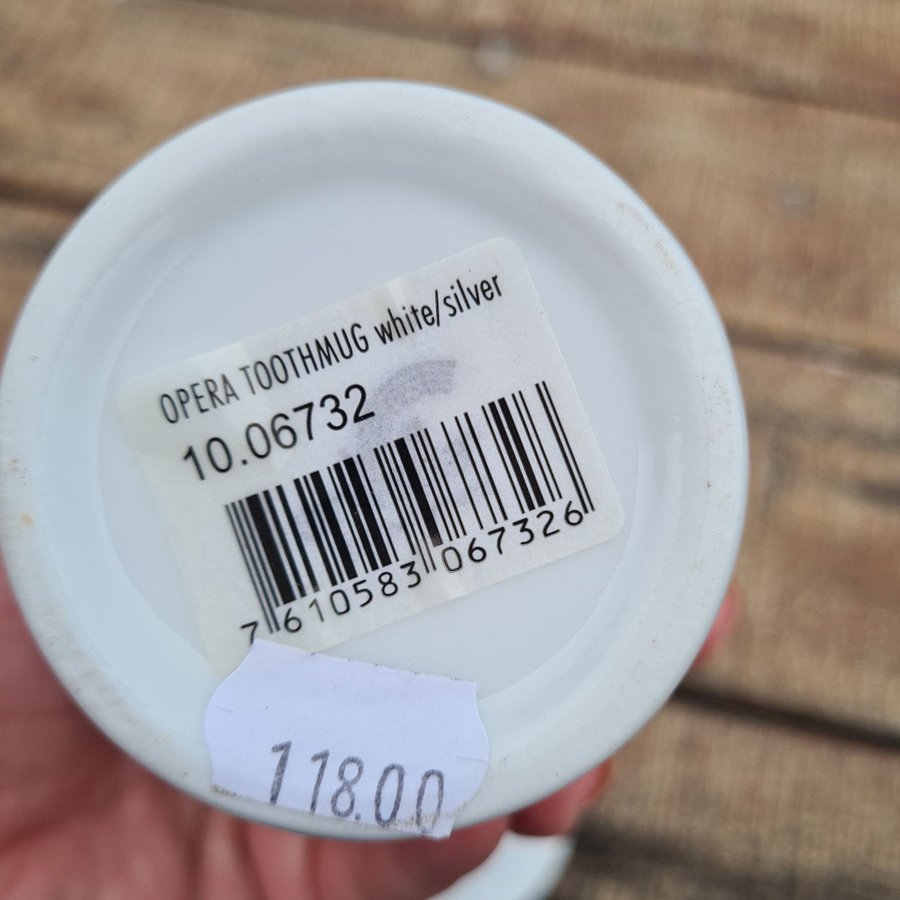 OPERA TOOTHMUG white/silver
10.06732
7 610583 067326
118.00